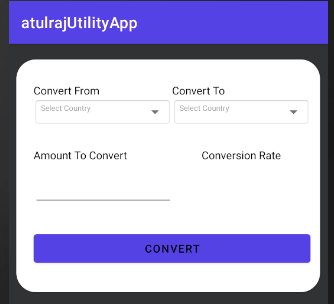 atulrajUtilityApp
Convert From Convert To
Select Country Select Country
Amount To Convert Conversion Rate
CONVERT